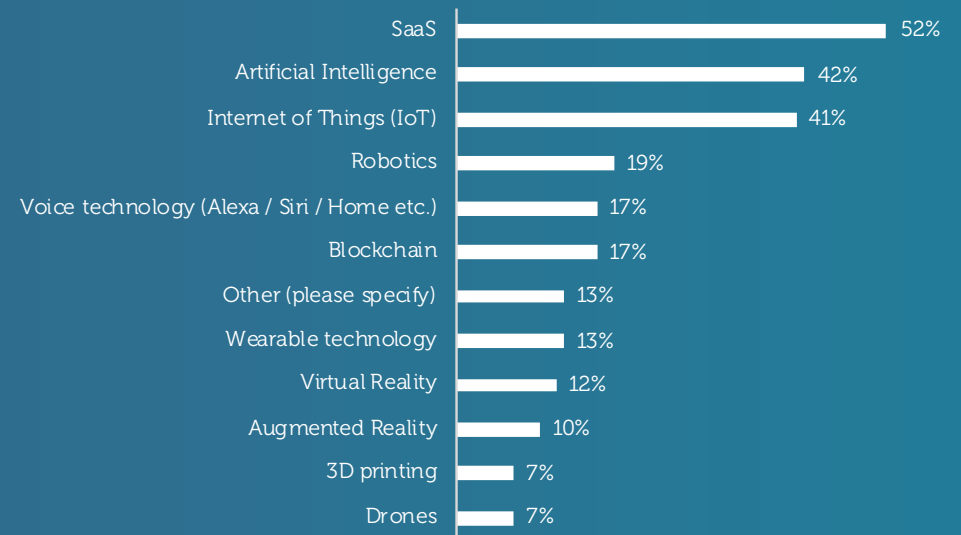 SaaS 52%
Artificial Intelligence 42%
Internet of Things (IoT) 41%
Robotics 19%
Voice technology (Alexa / Siri / Home etc.) 17%
Blockchain 17%
Other (please specify) 13%
Wearable technology 13%
Virtual Reality 12%
Augmented Reality 10%
3D printing 7%
Drones 7%